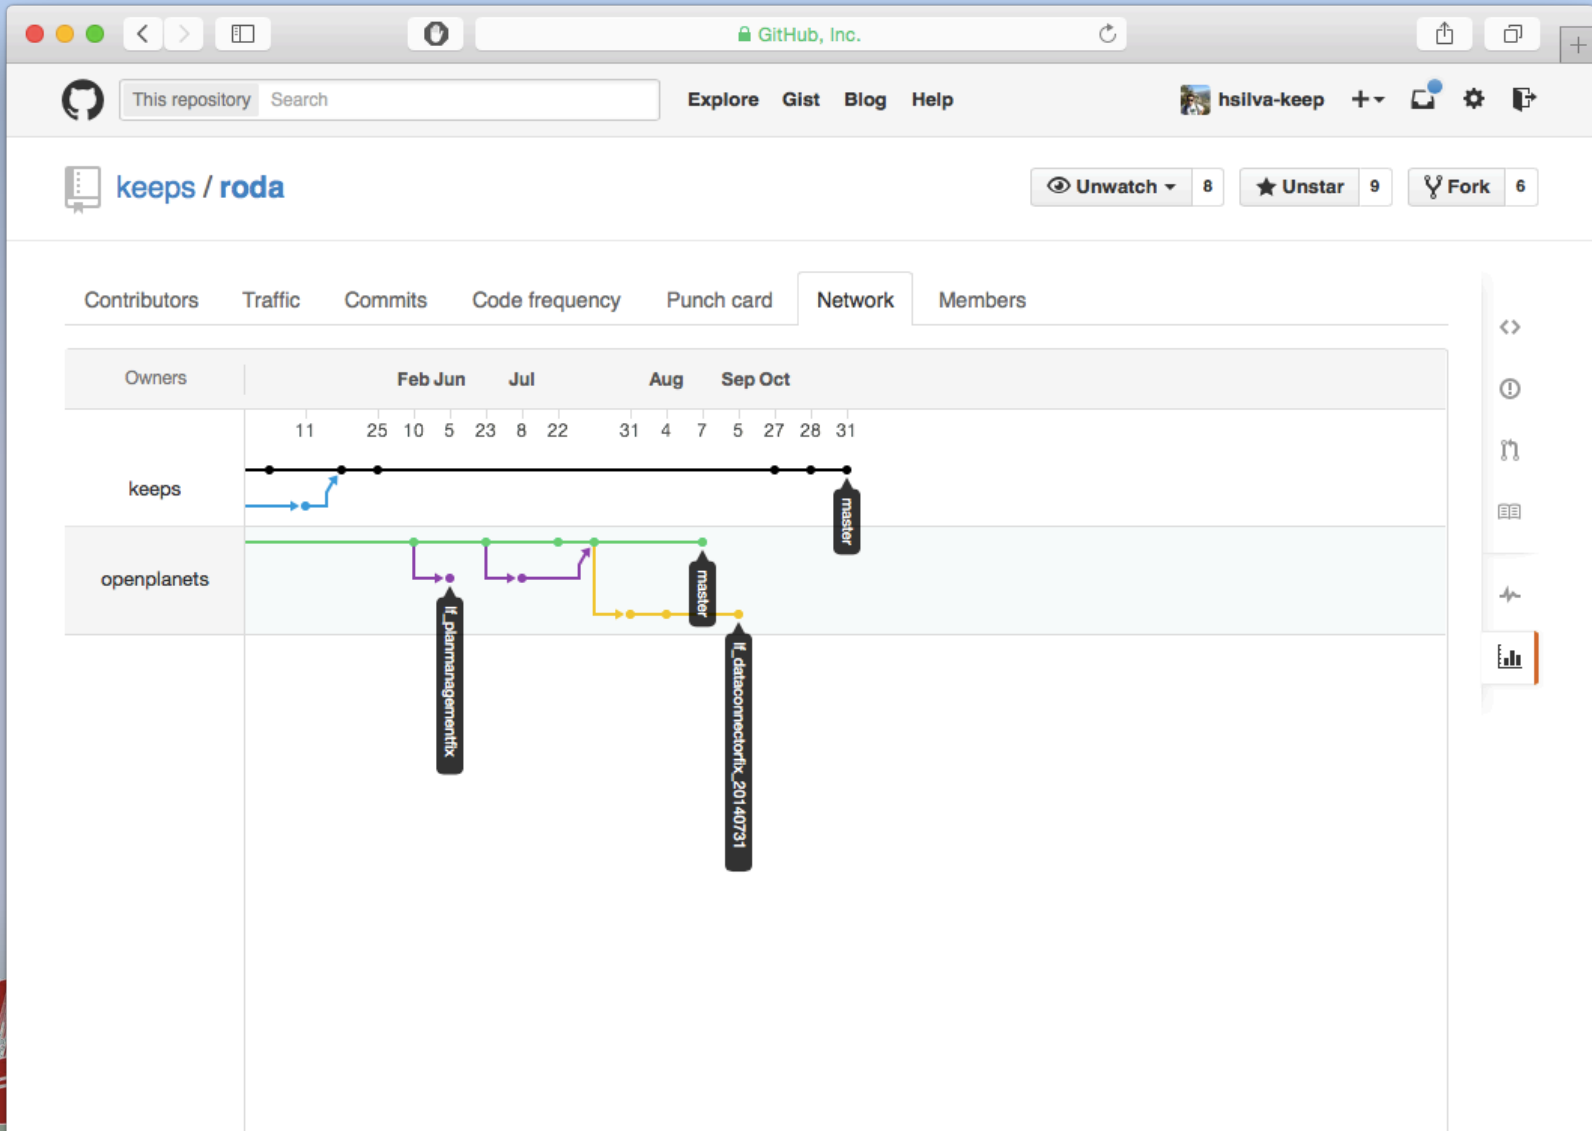 GitHub, Inc.
This repository Search Explore Gist Blog Help hsilva-keep
keeps / roda Unwatch 8 Unstar 9 Fork 6
Contributors Traffic Commits Code frequency Punch card Network Members
Owners Feb Jun Jul Aug Sep Oct
11 25 10 5 23 8 22 31 4 7 5 27 28 31
keeps
master
openplanets
master
lf_planmanagementfix
lf_dataconnectorfix_20140731